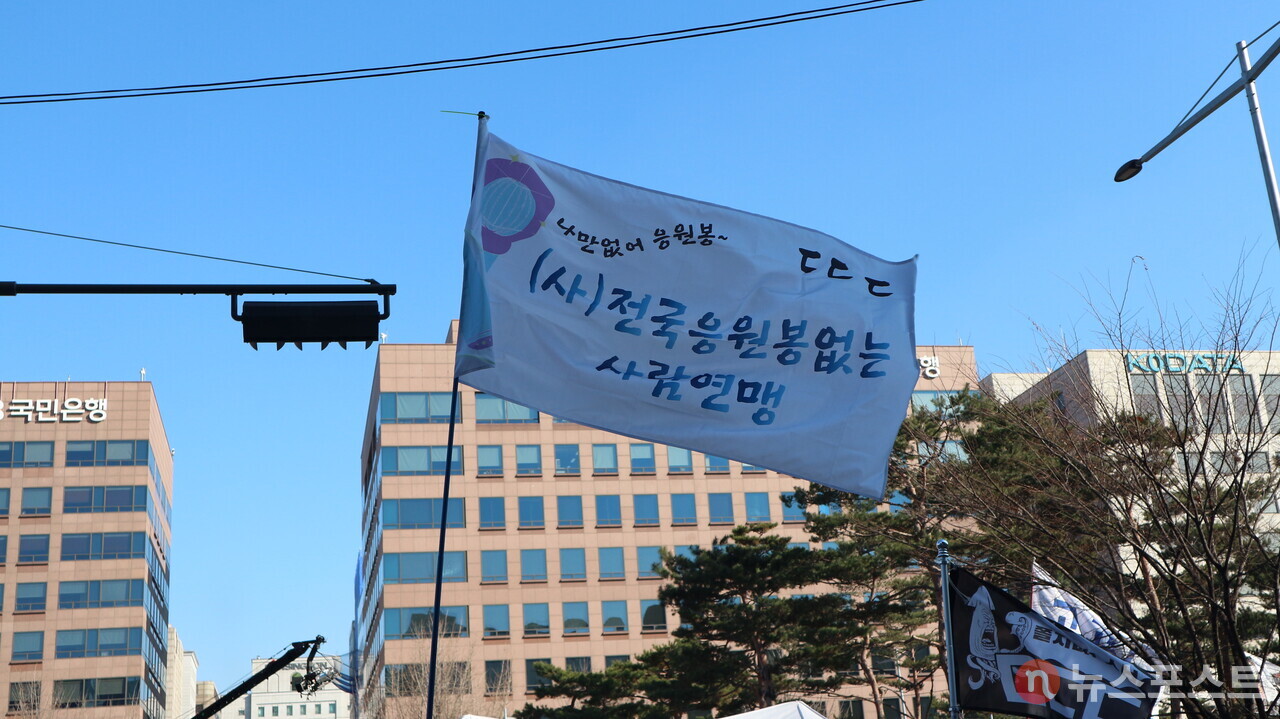 나만없어 응원봉~
ㄷㄷㄷ
(사)전국응원봉없는
사람연맹
국민은행
행
KODATA
뉴스포스트